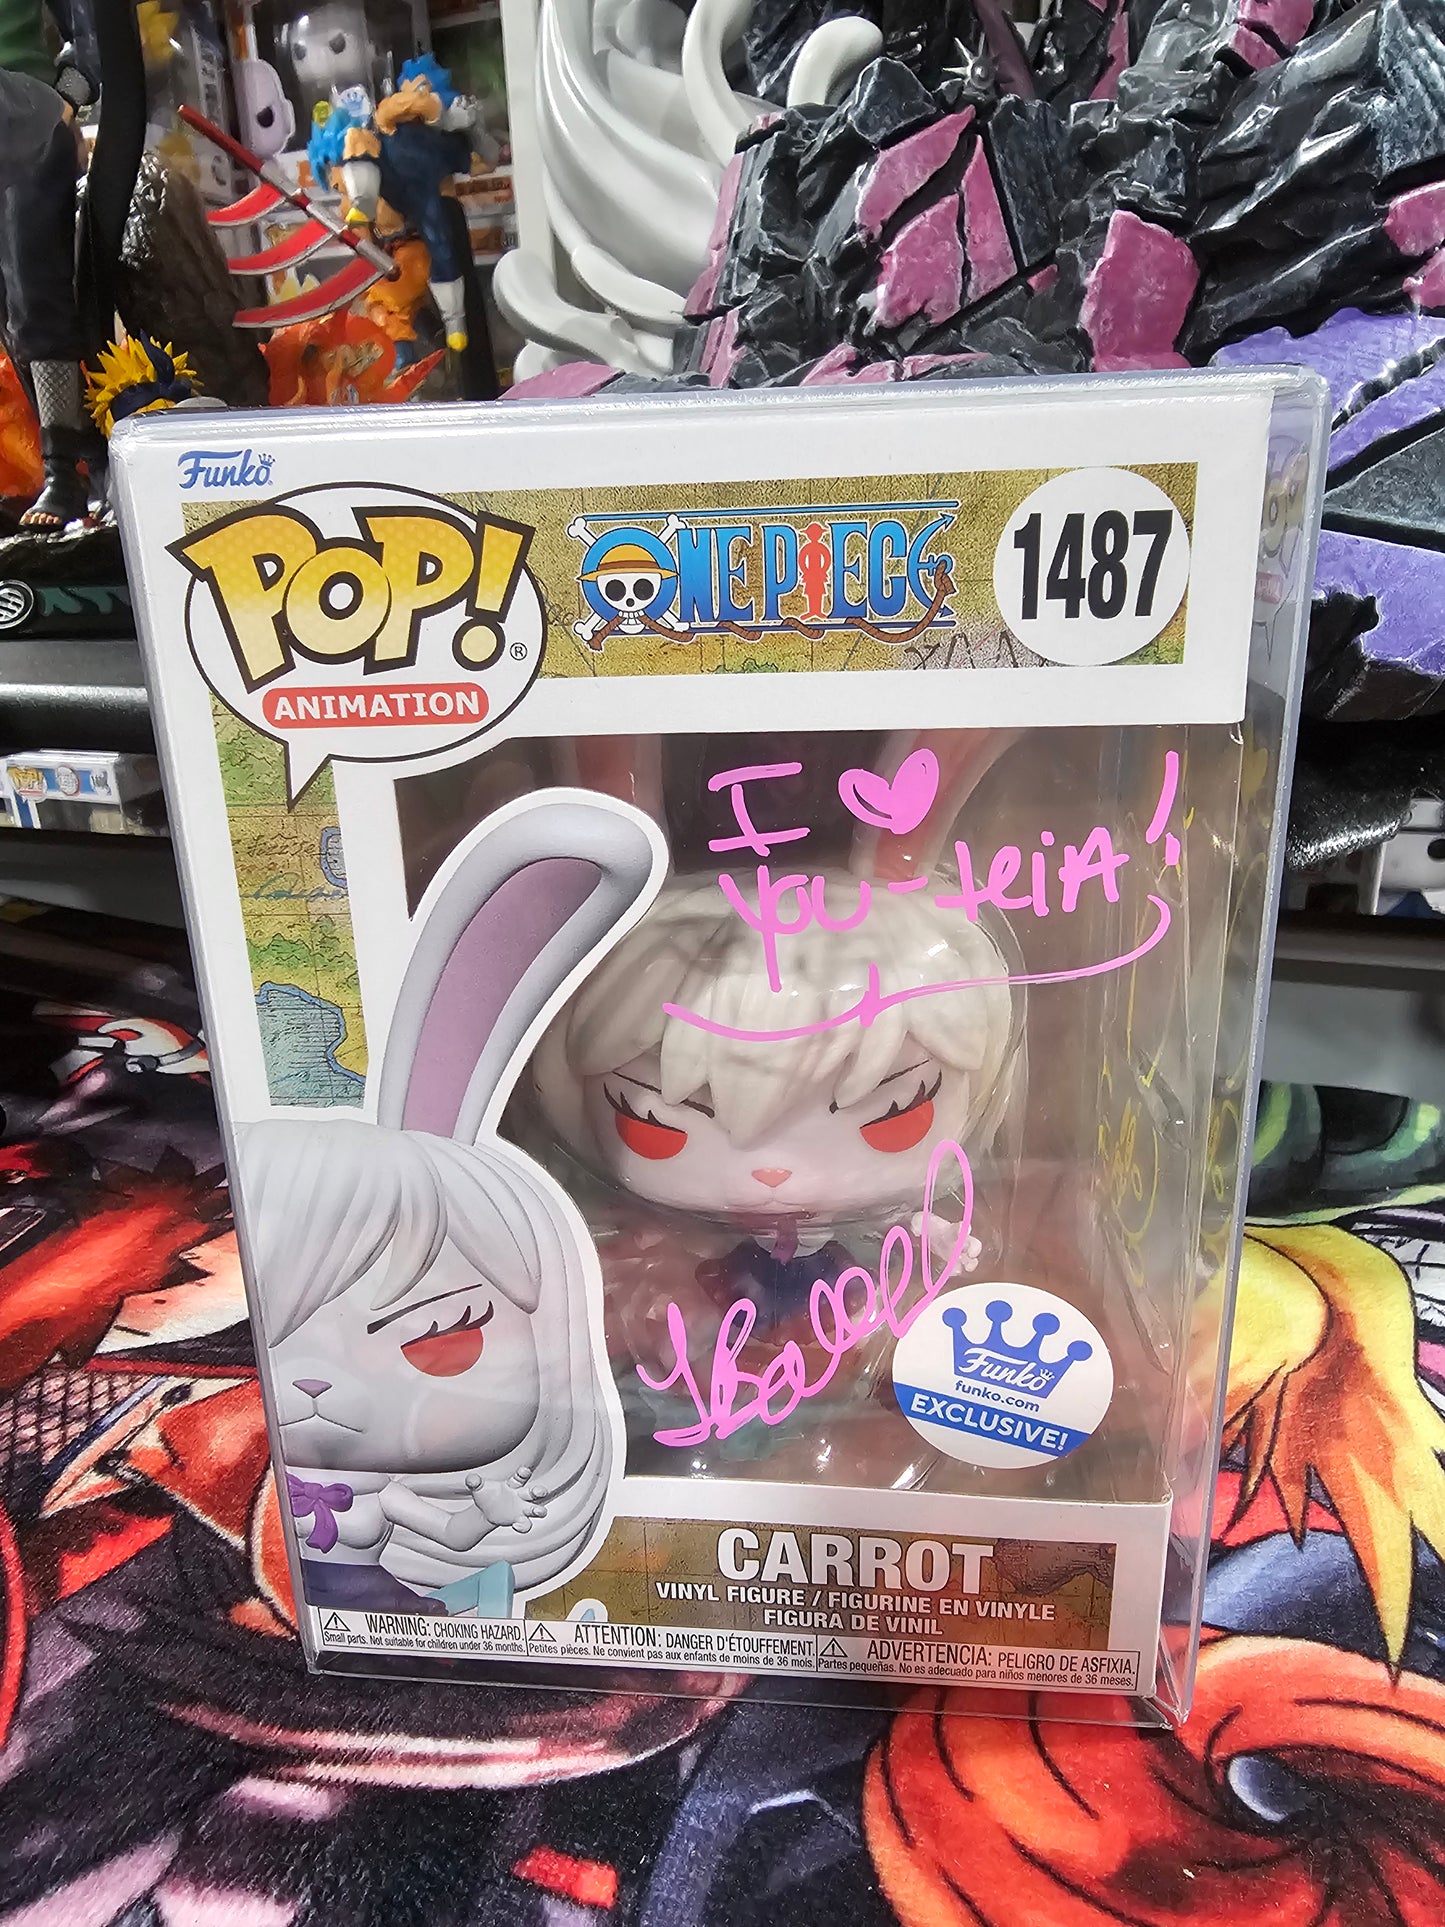 Funko
POP!®
ANIMATION
ONE PIECE
1487
I ♥
YOU-teiA!
Funko
funko.com
EXCLUSIVE!
CARROT
VINYL FIGURE / FIGURINE EN VINYLE
FIGURA DE VINIL
⚠ WARNING: CHOKING HAZARD.
Small parts. Not suitable for children under 36 months.
⚠ ATTENTION: DANGER D'ÉTOUFFEMENT.
Petites pièces. Ne convient pas aux enfants de moins de 36 mois.
⚠ ADVERTENCIA: PELIGRO DE ASFIXIA.
Partes pequeñas. No es adecuado para niños menores de 36 meses.